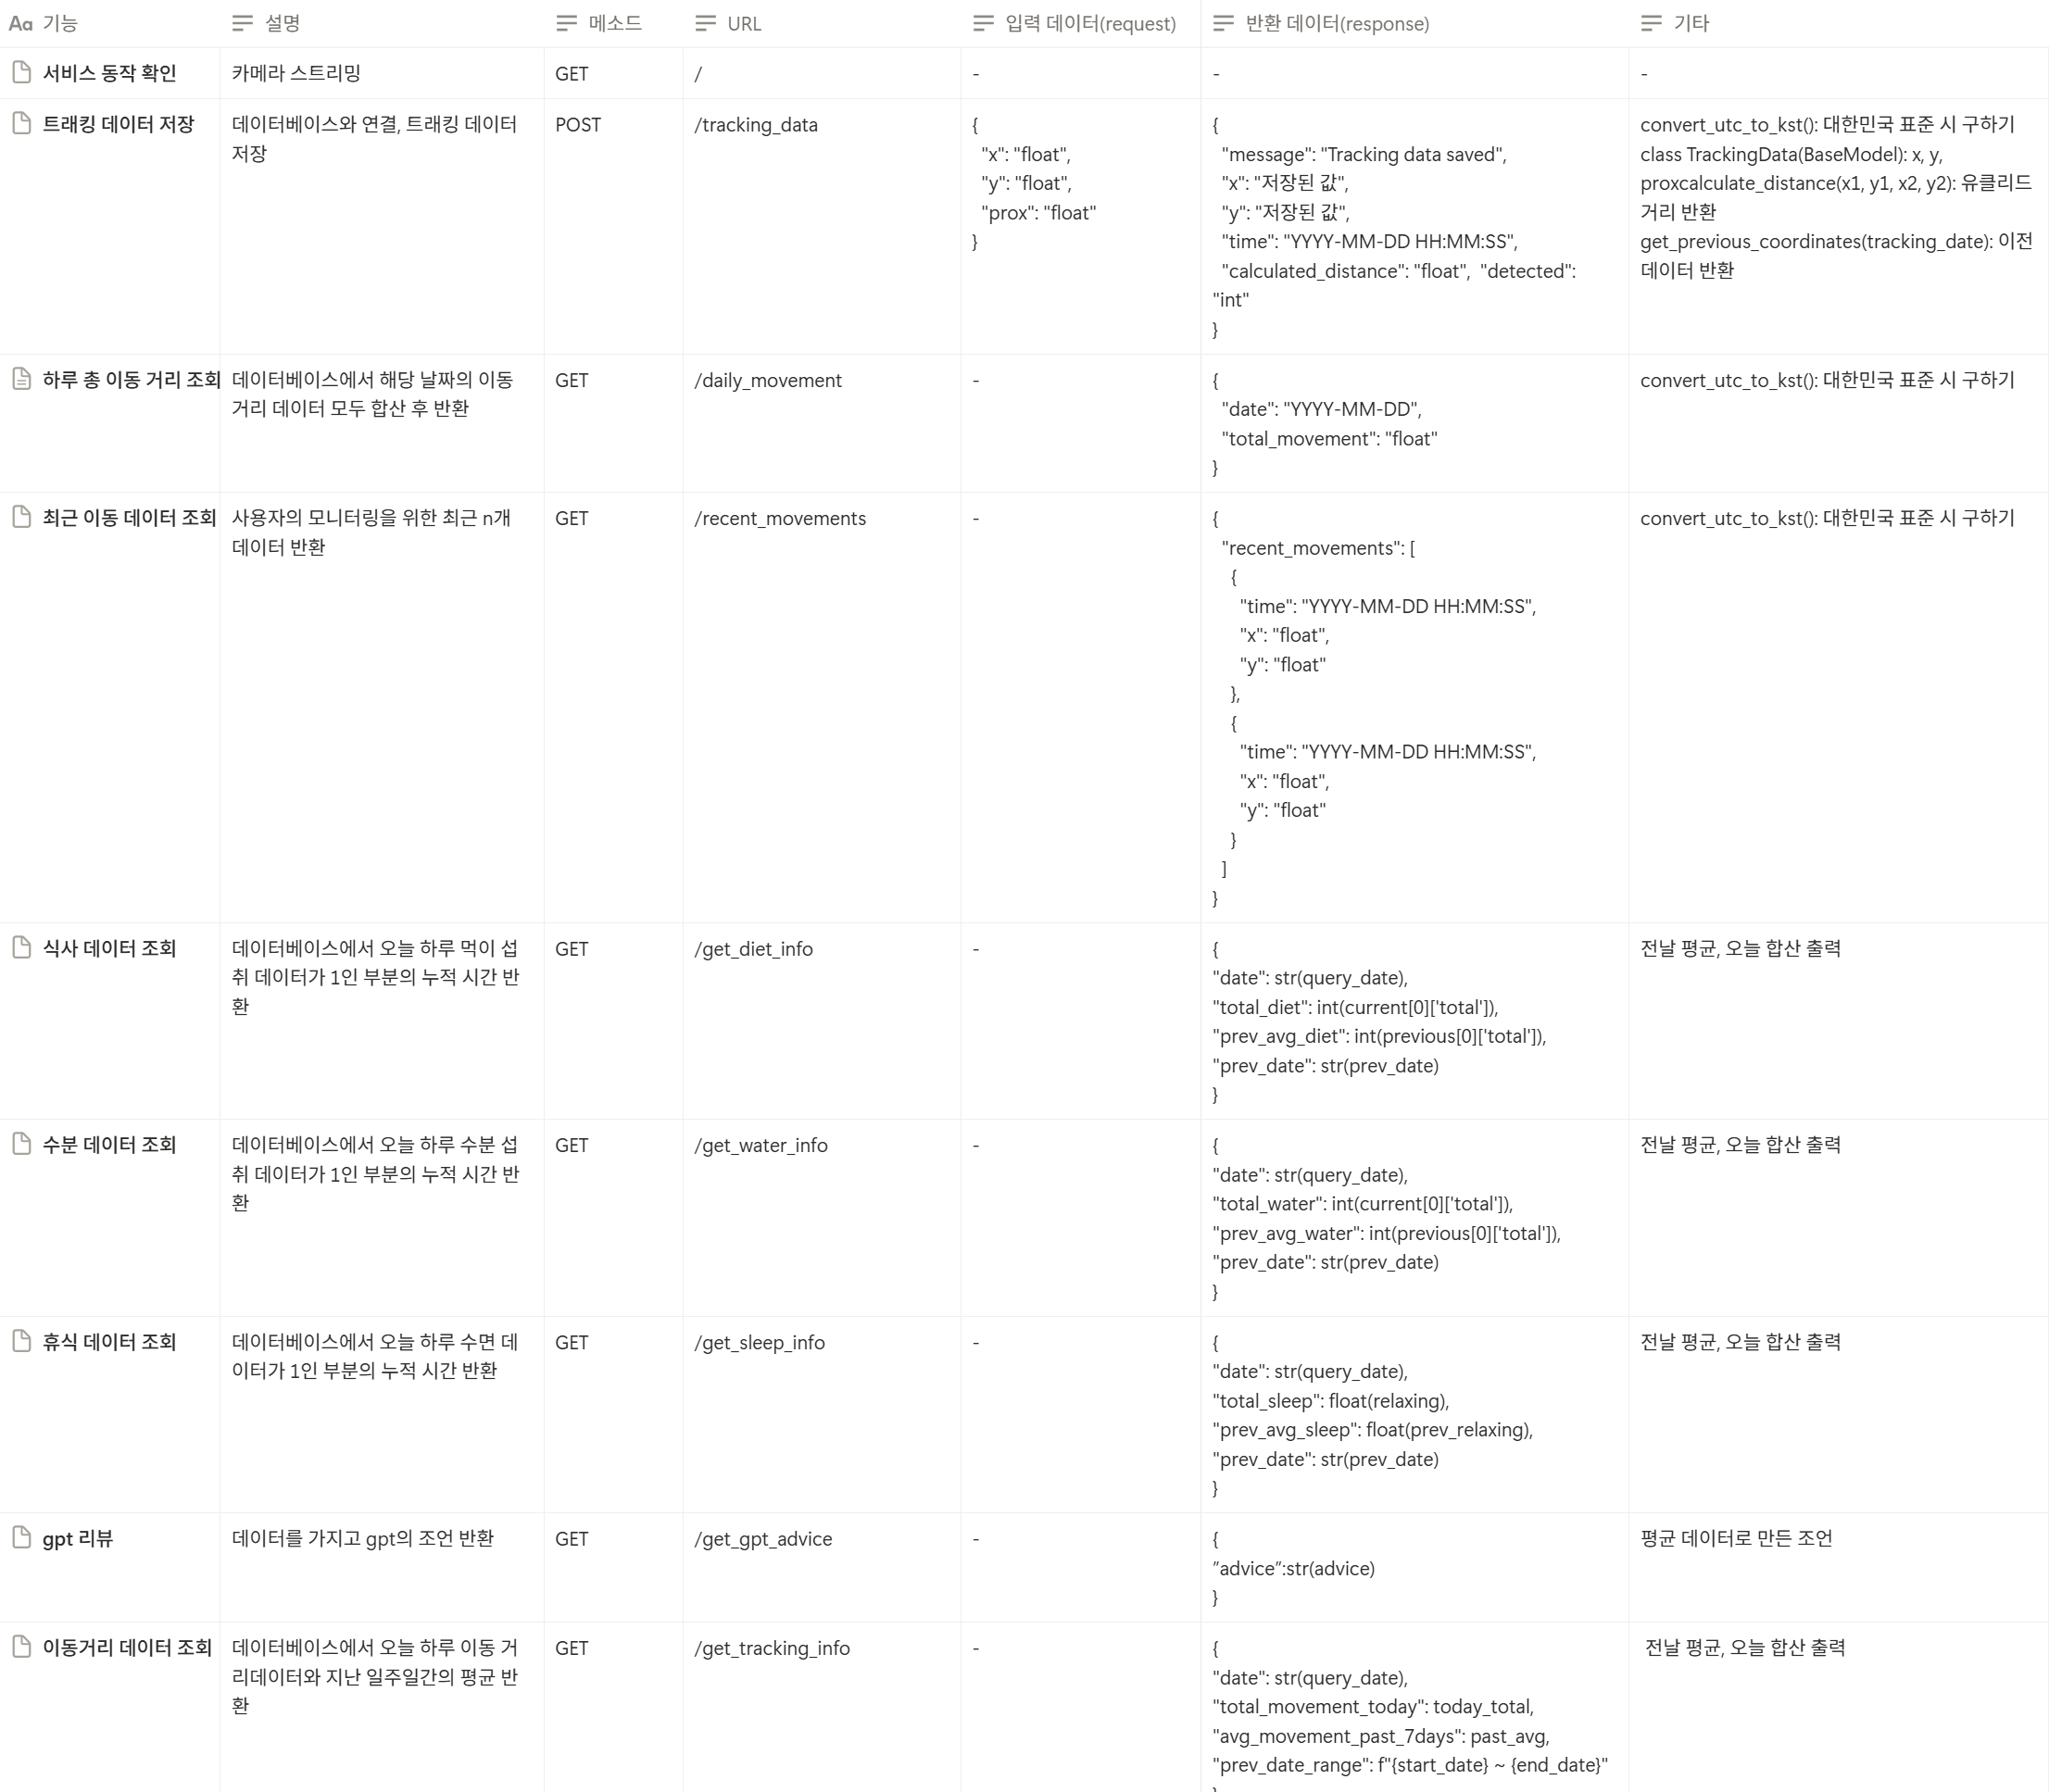 Aa 기능
설명
메소드
URL
입력 데이터(request)
반환 데이터(response)
기타
서비스 동작 확인
카메라 스트리밍
GET
/
-
-
-
트래킹 데이터 저장
데이터베이스와 연결, 트래킹 데이터
저장
POST
/tracking_data
{
"x": "float",
"y": "float",
"prox": "float"
}
{
"message": "Tracking data saved",
"x": "저장된 값",
"y": "저장된 값",
"time": "YYYY-MM-DD HH:MM:SS",
"calculated_distance": "float", "detected":
"int"
}
convert_utc_to_kst(): 대한민국 표준 시 구하기
class TrackingData(BaseModel): x, y,
proxcalculate_distance(x1, y1, x2, y2): 유클리드
거리 반환
get_previous_coordinates(tracking_date): 이전
데이터 반환
하루 총 이동 거리 조회
데이터베이스에서 해당 날짜의 이동
거리 데이터 모두 합산 후 반환
GET
/daily_movement
-
{
"date": "YYYY-MM-DD",
"total_movement": "float"
}
convert_utc_to_kst(): 대한민국 표준 시 구하기
최근 이동 데이터 조회
사용자의 모니터링을 위한 최근 n개
데이터 반환
GET
/recent_movements
-
{
"recent_movements": [
{
"time": "YYYY-MM-DD HH:MM:SS",
"x": "float",
"y": "float"
},
{
"time": "YYYY-MM-DD HH:MM:SS",
"x": "float",
"y": "float"
}
]
}
convert_utc_to_kst(): 대한민국 표준 시 구하기
식사 데이터 조회
데이터베이스에서 오늘 하루 먹이 섭
취 데이터가 1인 부분의 누적 시간 반
환
GET
/get_diet_info
-
{
"date": str(query_date),
"total_diet": int(current[0]['total']),
"prev_avg_diet": int(previous[0]['total']),
"prev_date": str(prev_date)
}
전날 평균, 오늘 합산 출력
수분 데이터 조회
데이터베이스에서 오늘 하루 수분 섭
취 데이터가 1인 부분의 누적 시간 반
환
GET
/get_water_info
-
{
"date": str(query_date),
"total_water": int(current[0]['total']),
"prev_avg_water": int(previous[0]['total']),
"prev_date": str(prev_date)
}
전날 평균, 오늘 합산 출력
휴식 데이터 조회
데이터베이스에서 오늘 하루 수면 데
이터가 1인 부분의 누적 시간 반환
GET
/get_sleep_info
-
{
"date": str(query_date),
"total_sleep": float(relaxing),
"prev_avg_sleep": float(prev_relaxing),
"prev_date": str(prev_date)
}
전날 평균, 오늘 합산 출력
gpt 리뷰
데이터를 가지고 gpt의 조언 반환
GET
/get_gpt_advice
-
{
”advice”:str(advice)
}
평균 데이터로 만든 조언
이동거리 데이터 조회
데이터베이스에서 오늘 하루 이동 거
리데이터와 지난 일주일간의 평균 반
환
GET
/get_tracking_info
-
{
"date": str(query_date),
"total_movement_today": today_total,
"avg_movement_past_7days": past_avg,
"prev_date_range": f"{start_date} ~ {end_date}"
}
전날 평균, 오늘 합산 출력